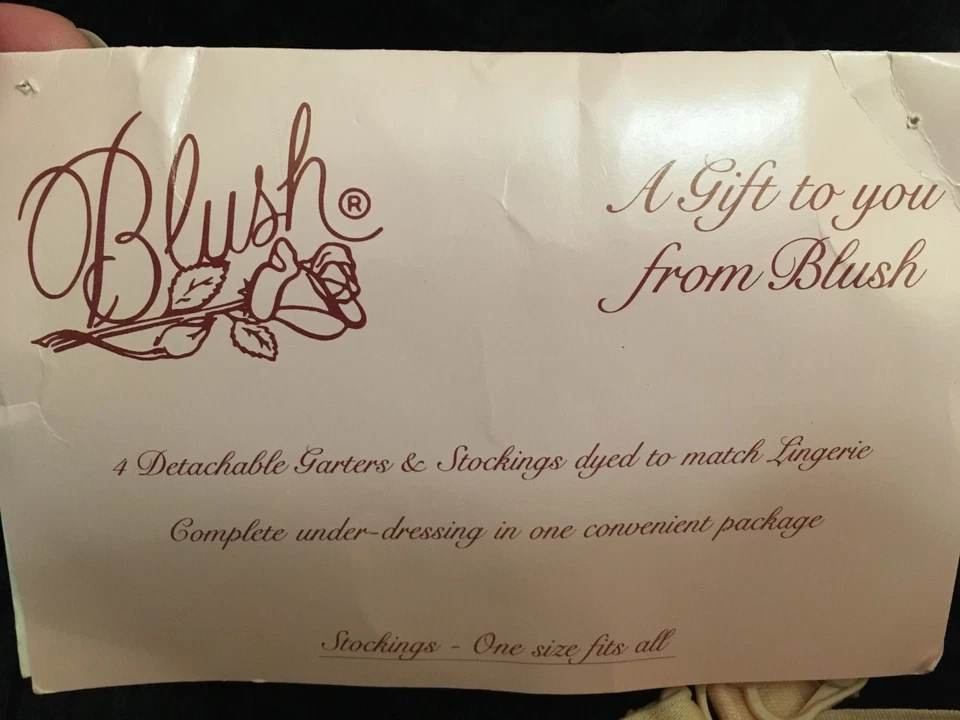 Blush®
A Gift to you
from Blush
4 Detachable Garters & Stockings dyed to match Lingerie
Complete under-dressing in one convenient package
Stockings - One size fits all